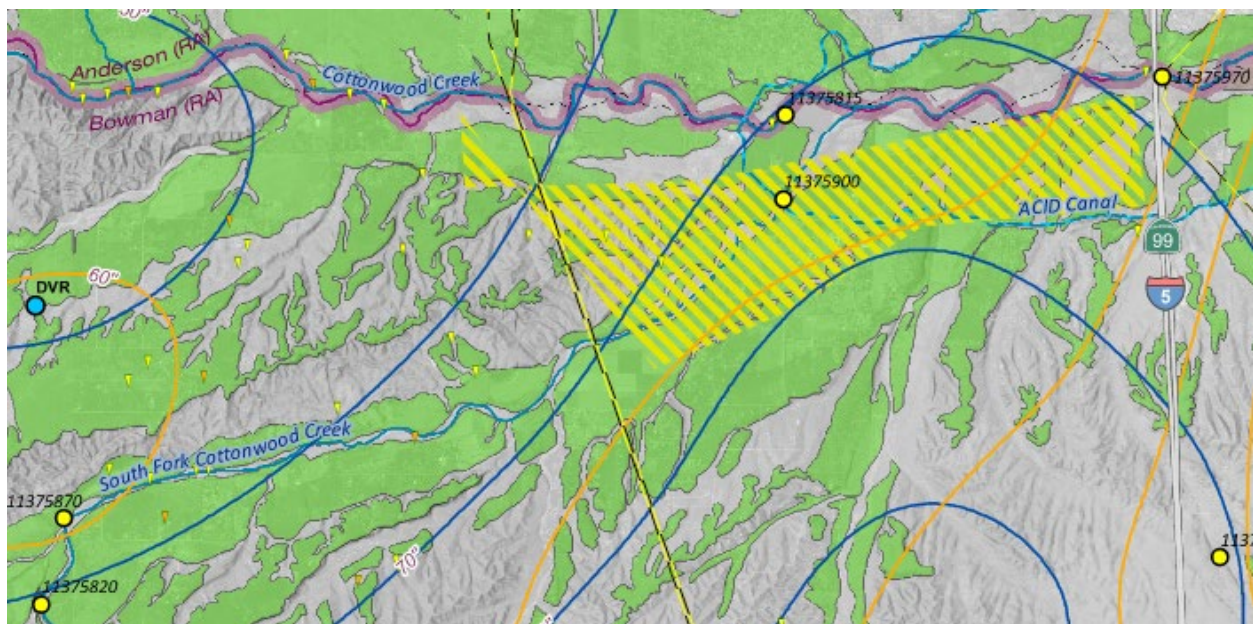 Anderson (RA)
Bowman (RA)
Cottonwood Creek
11375815
11375970
11375900
ACID Canal
99
5
60"
DVR
South Fork Cottonwood Creek
11375870
11375820
70"